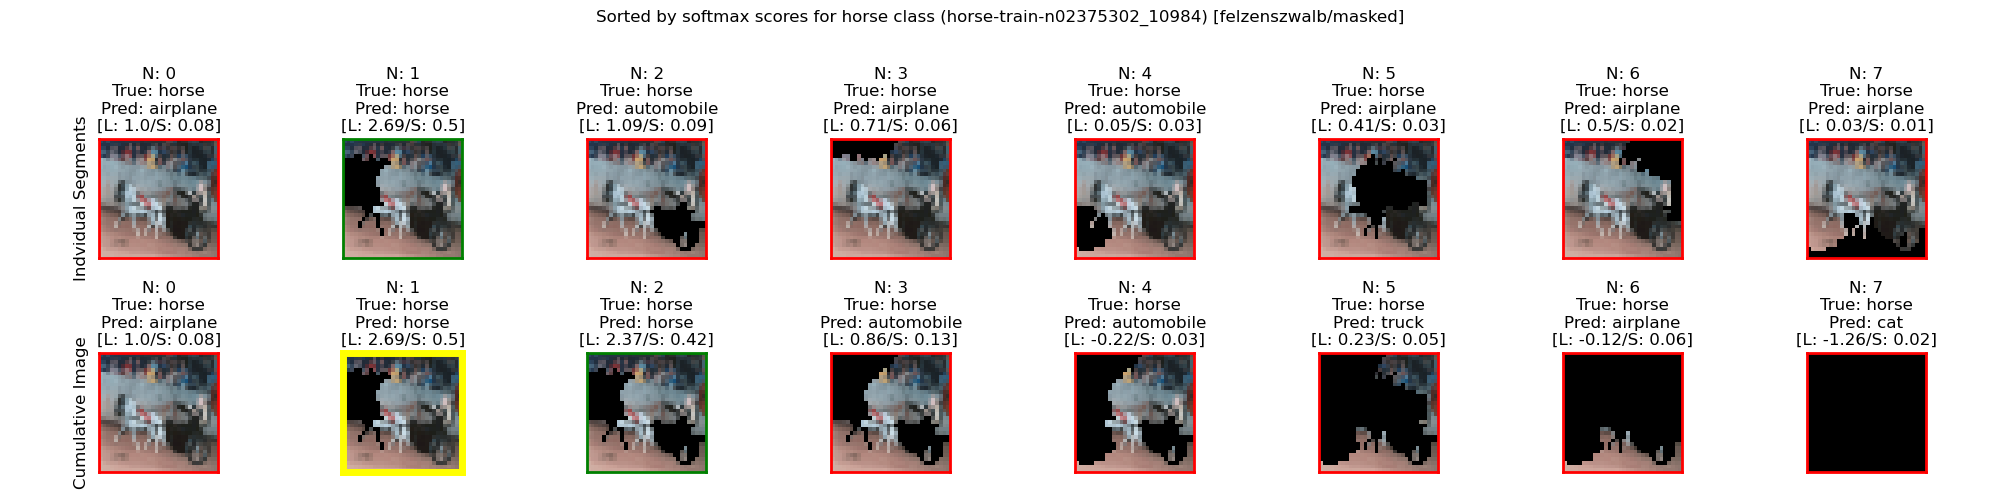 Sorted by softmax scores for horse class (horse-train-n02375302_10984) [felzenszwalb/masked]
Indvidual Segments
N: 0
True: horse
Pred: airplane
[L: 1.0/S: 0.08]
N: 1
True: horse
Pred: horse
[L: 2.69/S: 0.5]
N: 2
True: horse
Pred: automobile
[L: 1.09/S: 0.09]
N: 3
True: horse
Pred: airplane
[L: 0.71/S: 0.06]
N: 4
True: horse
Pred: automobile
[L: 0.05/S: 0.03]
N: 5
True: horse
Pred: airplane
[L: 0.41/S: 0.03]
N: 6
True: horse
Pred: airplane
[L: 0.5/S: 0.02]
N: 7
True: horse
Pred: airplane
[L: 0.03/S: 0.01]
Cumulative Image
N: 0
True: horse
Pred: airplane
[L: 1.0/S: 0.08]
N: 1
True: horse
Pred: horse
[L: 2.69/S: 0.5]
N: 2
True: horse
Pred: horse
[L: 2.37/S: 0.42]
N: 3
True: horse
Pred: automobile
[L: 0.86/S: 0.13]
N: 4
True: horse
Pred: automobile
[L: -0.22/S: 0.03]
N: 5
True: horse
Pred: truck
[L: 0.23/S: 0.05]
N: 6
True: horse
Pred: airplane
[L: -0.12/S: 0.06]
N: 7
True: horse
Pred: cat
[L: -1.26/S: 0.02]